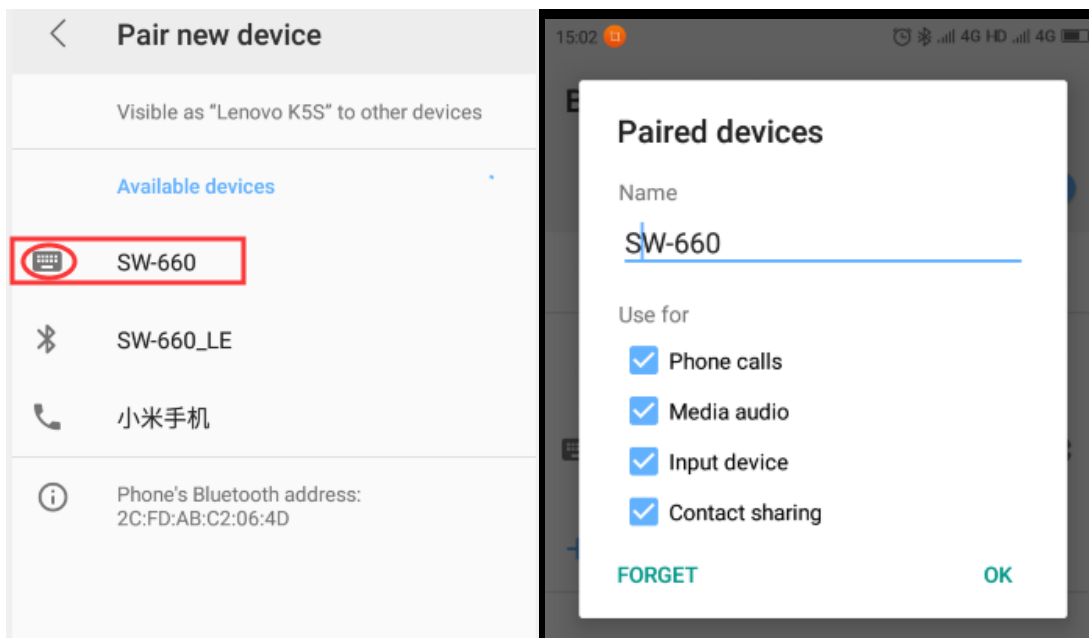 Pair new device
Visible as “Lenovo K5S” to other devices
Available devices
SW-660
SW-660_LE
小米手机
Phone's Bluetooth address:
2C:FD:AB:C2:06:4D
15:02
4G HD 4G
Paired devices
Name
SW-660
Use for
Phone calls
Media audio
Input device
Contact sharing
FORGET
OK